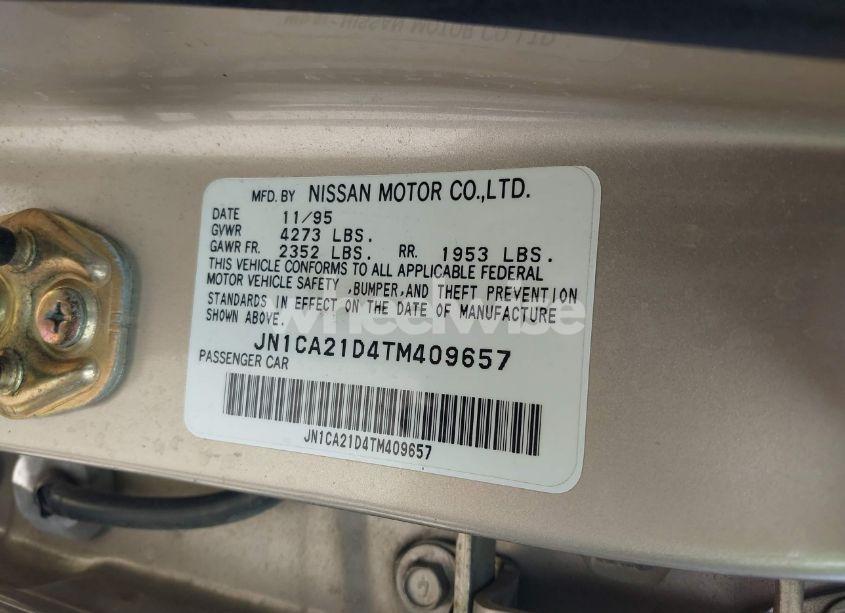 MFD. BY NISSAN MOTOR CO.,LTD.
DATE 11/95
GVWR 4273 LBS.
GAWR FR. 2352 LBS. RR. 1953 LBS.
THIS VEHICLE CONFORMS TO ALL APPLICABLE FEDERAL
MOTOR VEHICLE SAFETY ,BUMPER,AND THEFT PREVENTION
STANDARDS IN EFFECT ON THE DATE OF MANUFACTURE
SHOWN ABOVE.
wheelwise
JN1CA21D4TM409657
PASSENGER CAR
JN1CA21D4TM409657